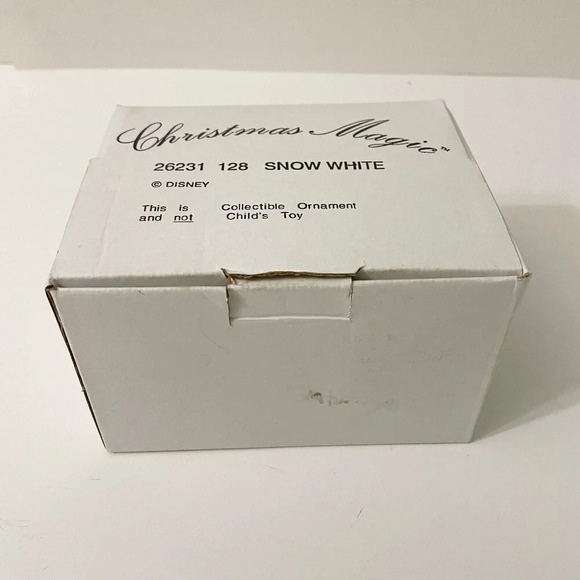 Christmas Magic™
26231 128 SNOW WHITE
© DISNEY
This is Collectible Ornament
and not Child's Toy